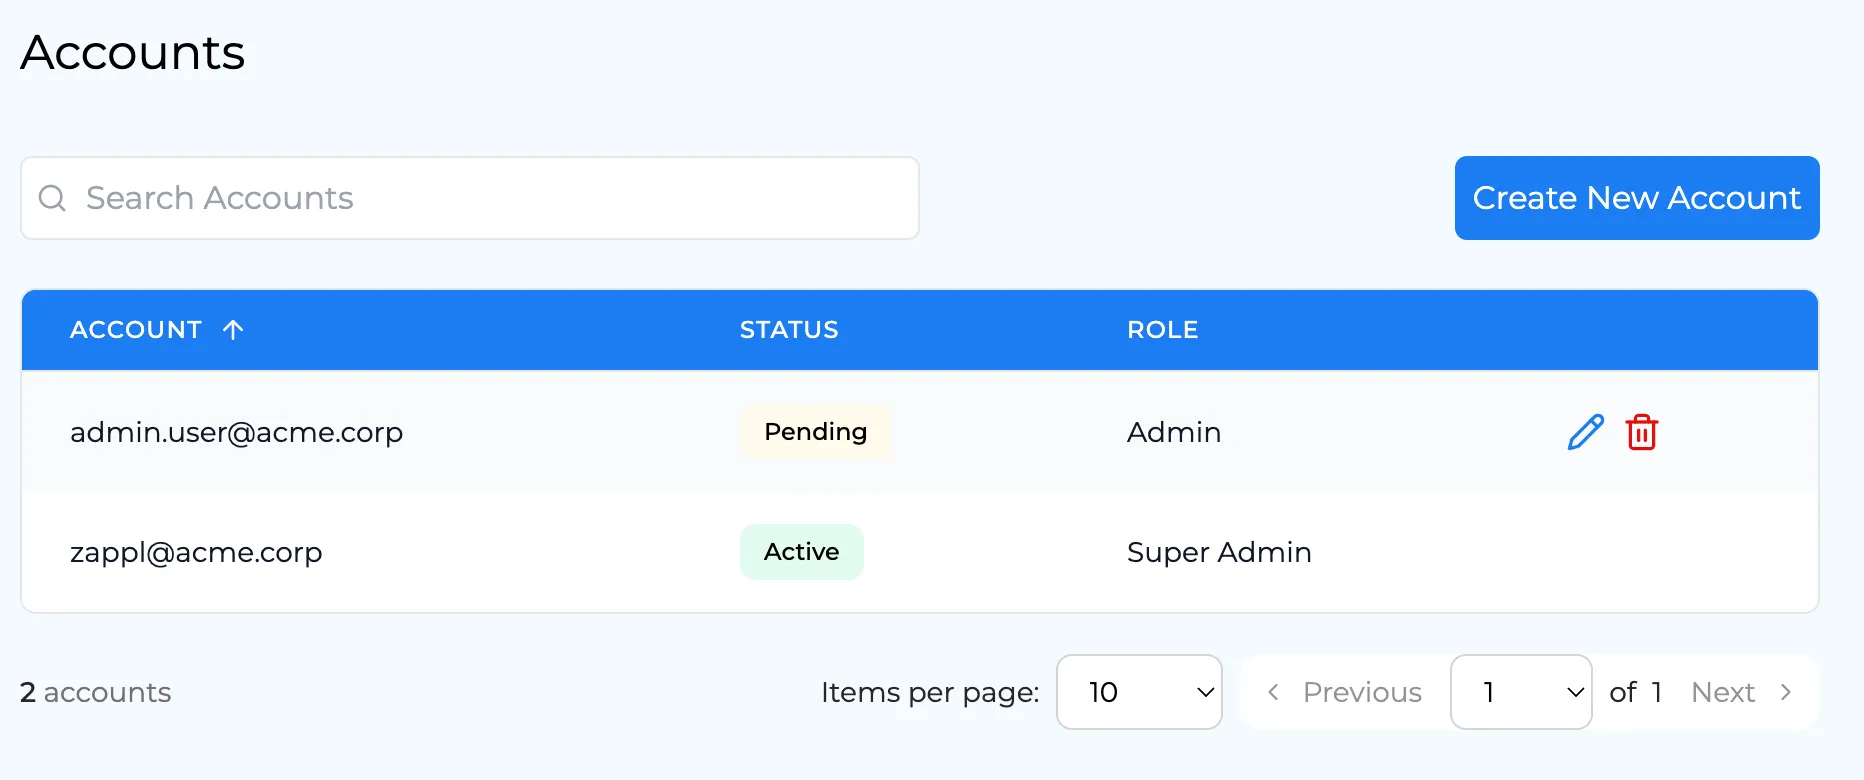 Accounts
Search Accounts
Create New Account
ACCOUNT STATUS ROLE
admin.user@acme.corp Pending Admin
zappl@acme.corp Active Super Admin
2 accounts Items per page: 10 Previous 1 of 1 Next